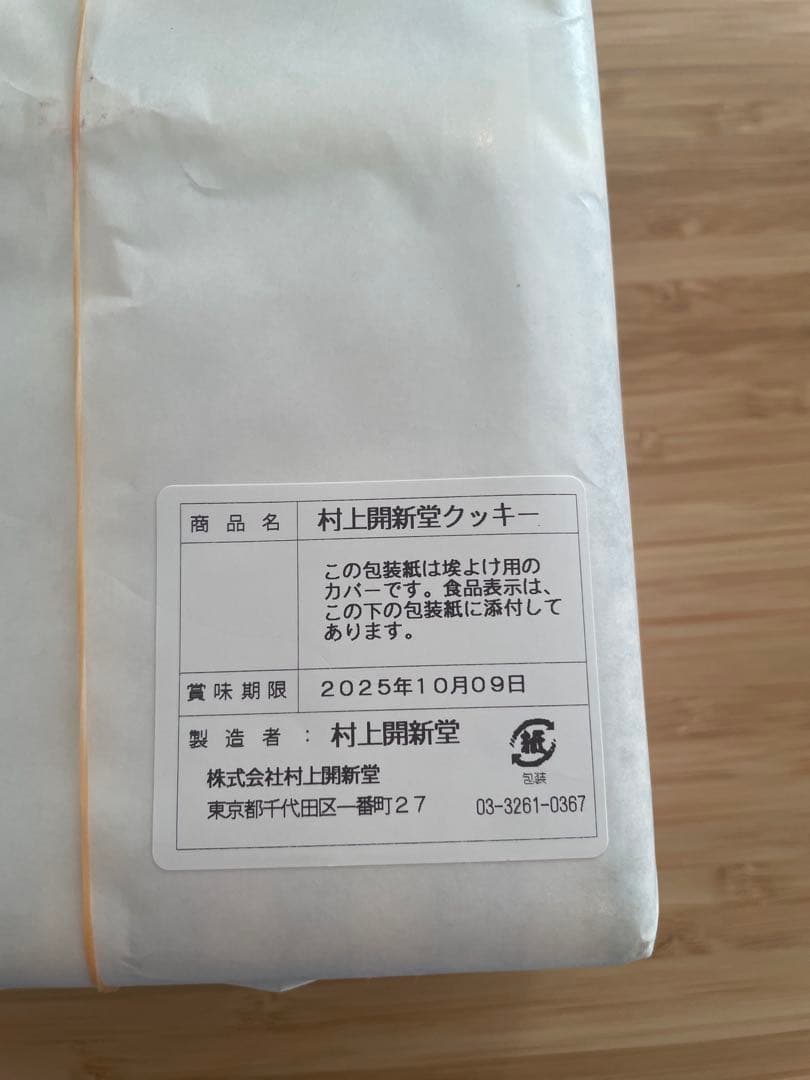 商品名 村上開新堂クッキー
この包装紙は埃よけ用の
カバーです。食品表示は、
この下の包装紙に添付して
あります。
賞味期限 2025年10月09日
製造者： 村上開新堂
株式会社村上開新堂
紙
包装
東京都千代田区一番町27 03-3261-0367